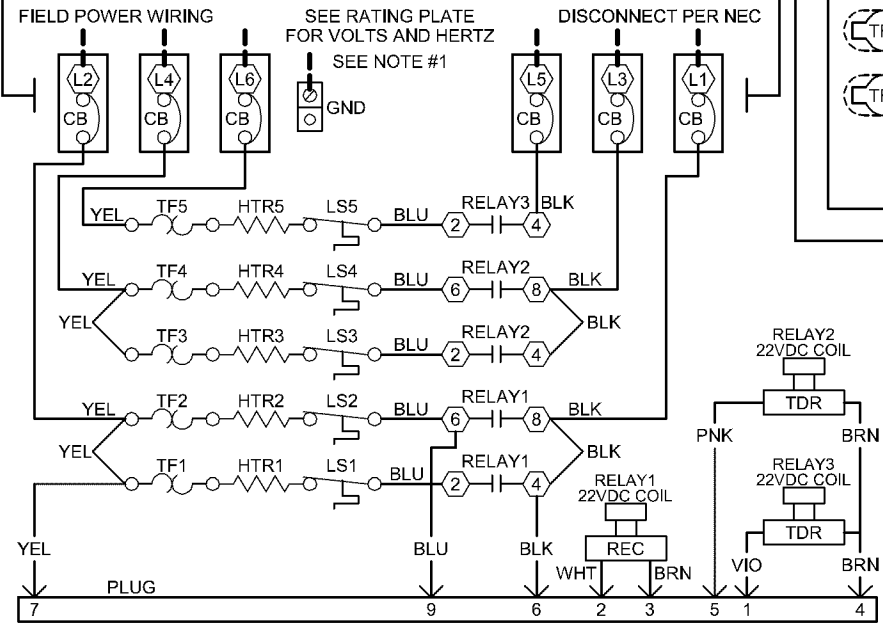 FIELD POWER WIRING
SEE RATING PLATE
FOR VOLTS AND HERTZ
DISCONNECT PER NEC
SEE NOTE #1
L2
L4
L6
L5
L3
L1
GND
CB
CB
CB
CB
CB
CB
YEL
TF5
HTR5
LS5
BLU
2
RELAY3
4
BLK
YEL
TF4
HTR4
LS4
BLU
6
RELAY2
8
BLK
YEL
BLK
TF3
HTR3
LS3
BLU
2
RELAY2
4
YEL
TF2
HTR2
LS2
BLU
6
RELAY1
8
BLK
YEL
BLK
TF1
HTR1
LS1
BLU
2
RELAY1
4
RELAY2
22VDC COIL
TDR
PNK
BRN
RELAY3
22VDC COIL
TDR
RELAY1
22VDC COIL
REC
YEL
BLU
BLK
WHT
BRN
VIO
BRN
PLUG
7
9
6
2
3
5
1
4